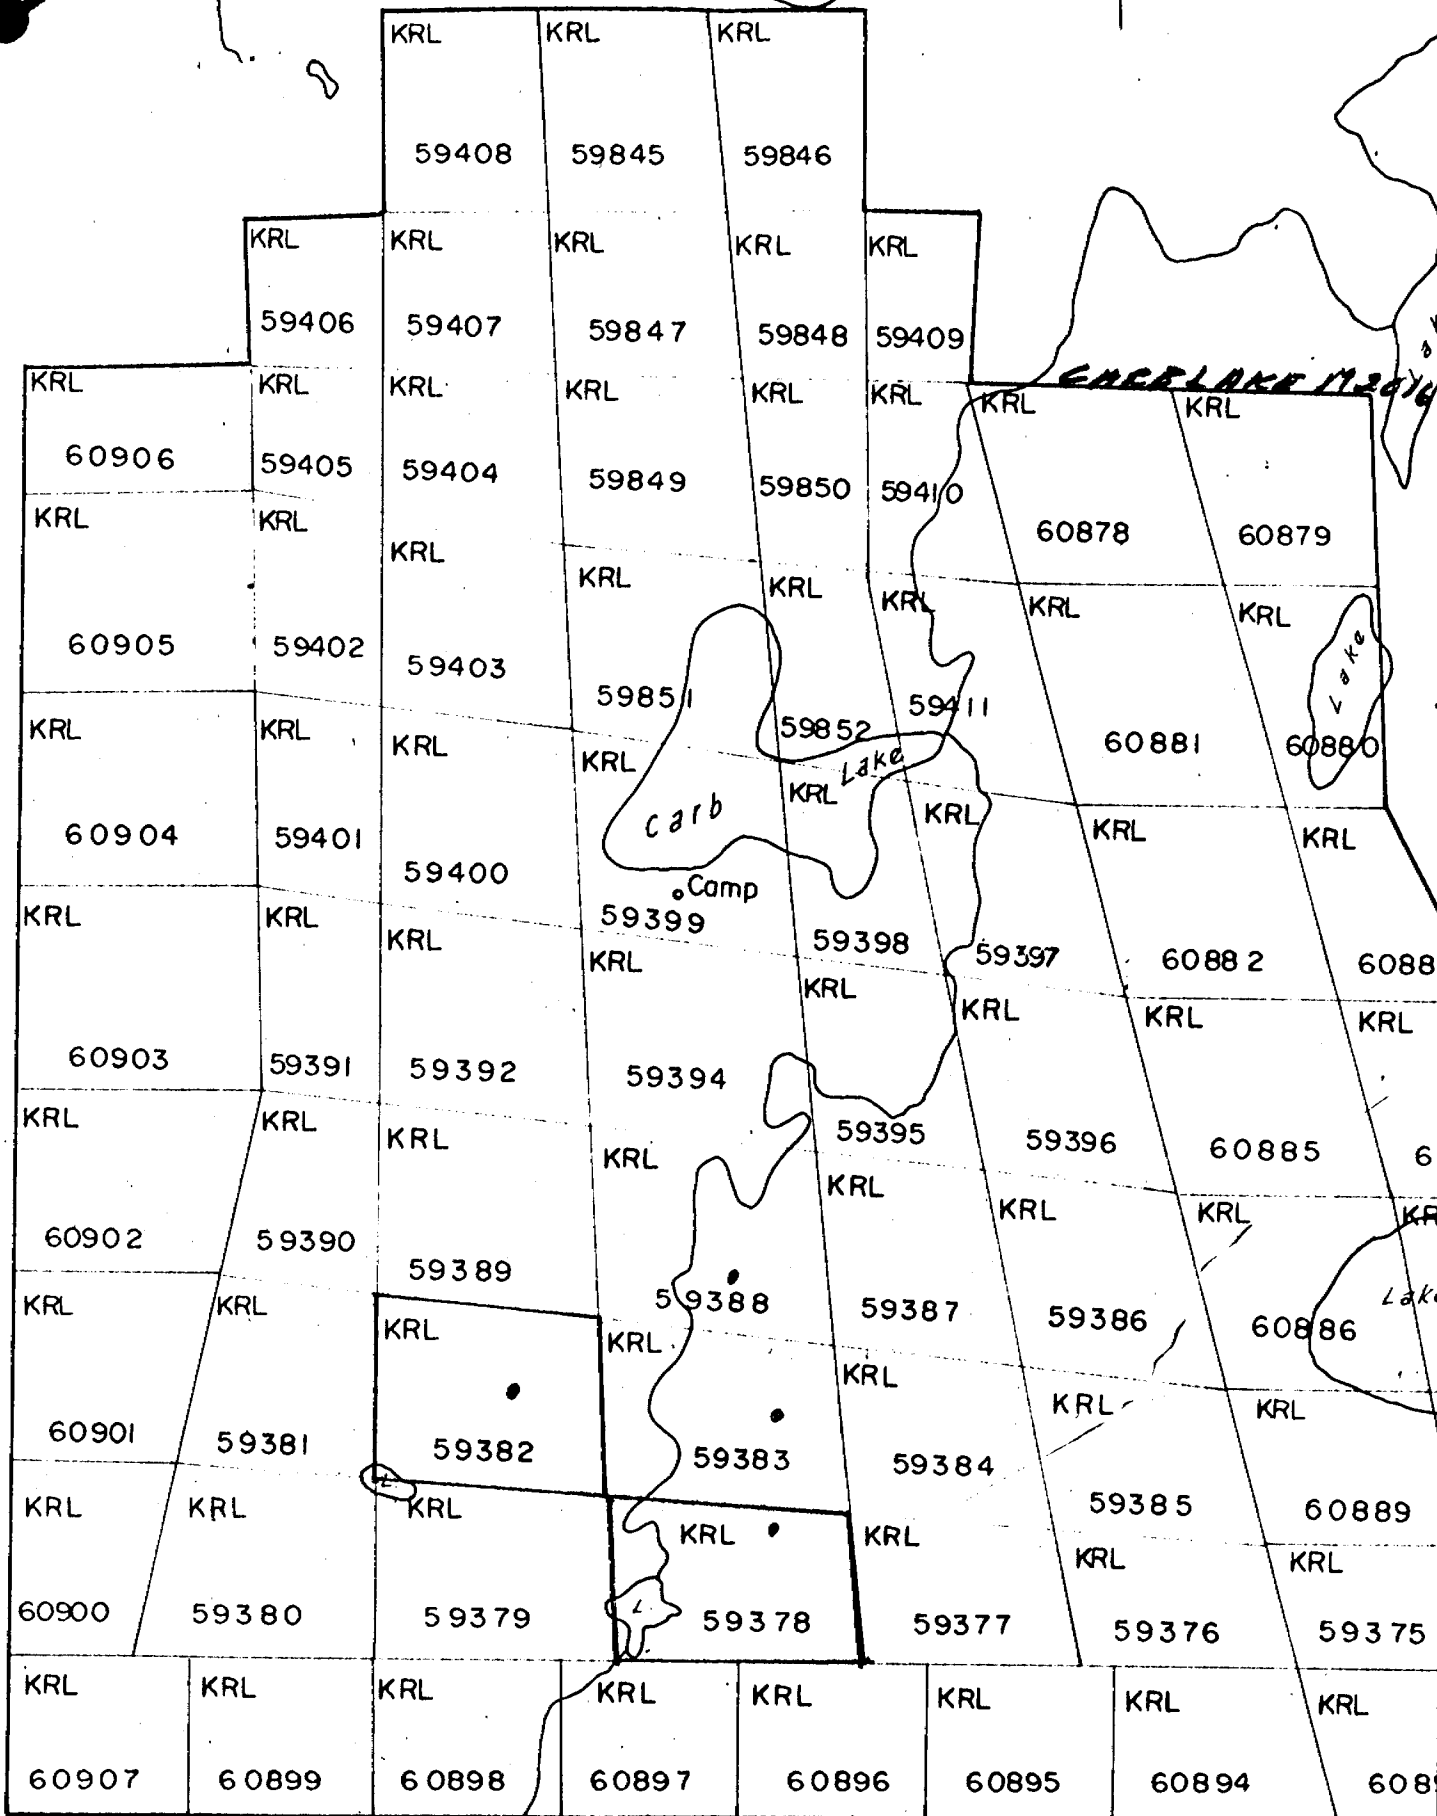 KRL KRL KRL
59408 59845 59846
KRL KRL KRL KRL KRL
59406 59407 59847 59848 59409
KRL KRL KRL KRL KRL KRL KRL KRL
60906 59405 59404 59849 59850 59410 60878 60879
KRL KRL KRL KRL KRL KRL KRL KRL
60905 59402 59403 59851 59852 59411 60881 60880
Lake
KRL KRL KRL KRL KRL KRL KRL KRL
Carb Lake
60904 59401 59400 59399 59398 59397 60882 6088
Camp
KRL KRL KRL KRL KRL KRL KRL KRL
60903 59391 59392 59394 59395 59396 60885 6
KRL KRL KRL KRL KRL KRL KRL KR
60902 59390 59389 59388 59387 59386 60886
Lake
KRL KRL KRL KRL KRL KRL KRL
60901 59381 59382 59383 59384 59385 60889
L
KRL KRL KRL KRL KRL KRL KRL
60900 59380 59379 59378 59377 59376 59375
L
KRL KRL KRL KRL KRL KRL KRL KRL
60907 60899 60898 60897 60896 60895 60894 608